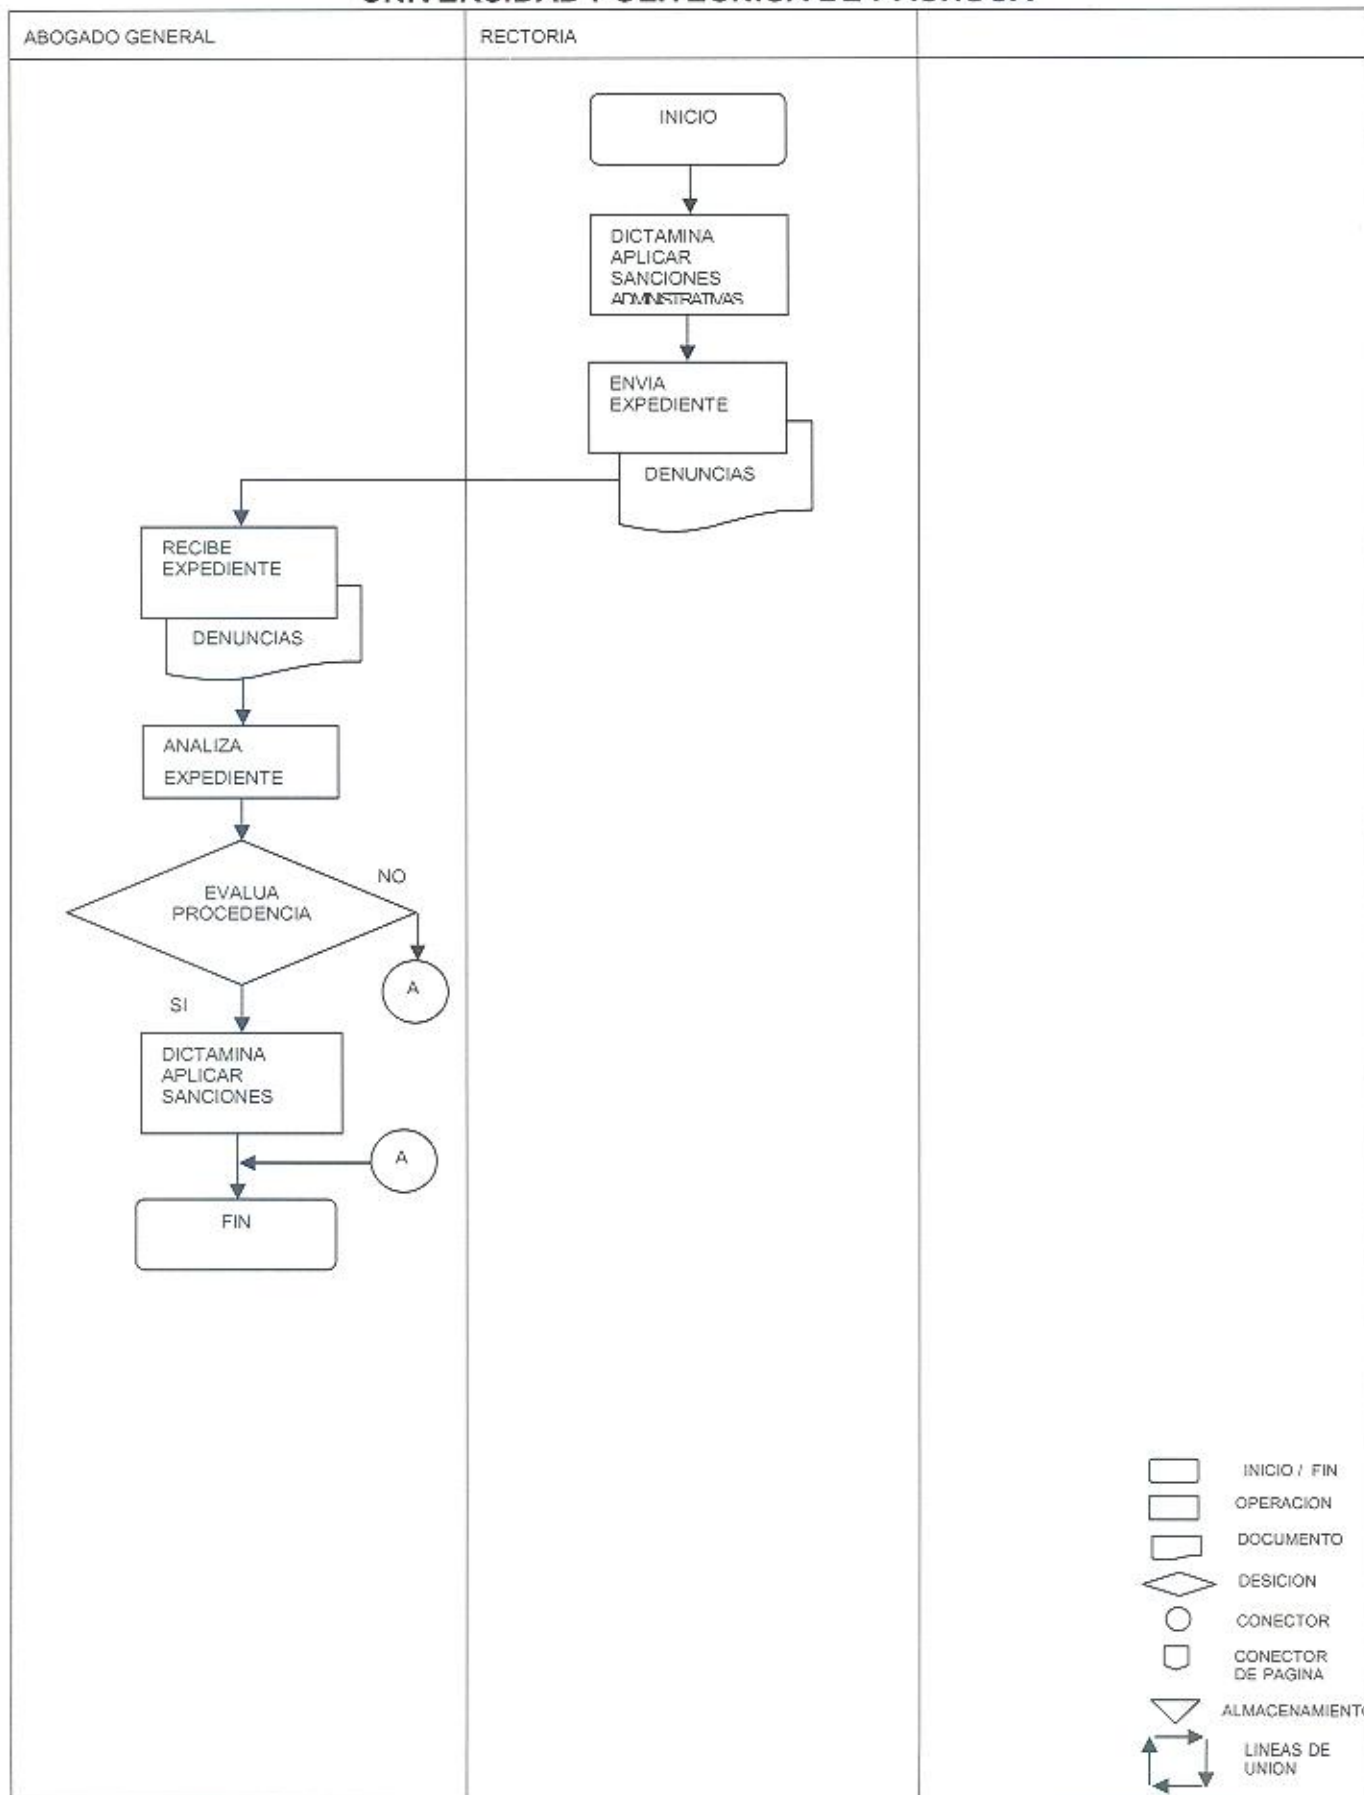 ABOGADO GENERAL
RECTORIA
INICIO
DICTAMINA
APLICAR
SANCIONES
ADMINISTRATIVAS
ENVIA
EXPEDIENTE
DENUNCIAS
RECIBE
EXPEDIENTE
DENUNCIAS
ANALIZA
EXPEDIENTE
EVALUA
PROCEDENCIA
NO
A
SI
DICTAMINA
APLICAR
SANCIONES
A
FIN
INICIO / FIN
OPERACION
DOCUMENTO
DESICION
CONECTOR
CONECTOR
DE PAGINA
ALMACENAMIENTO
LINEAS DE
UNION